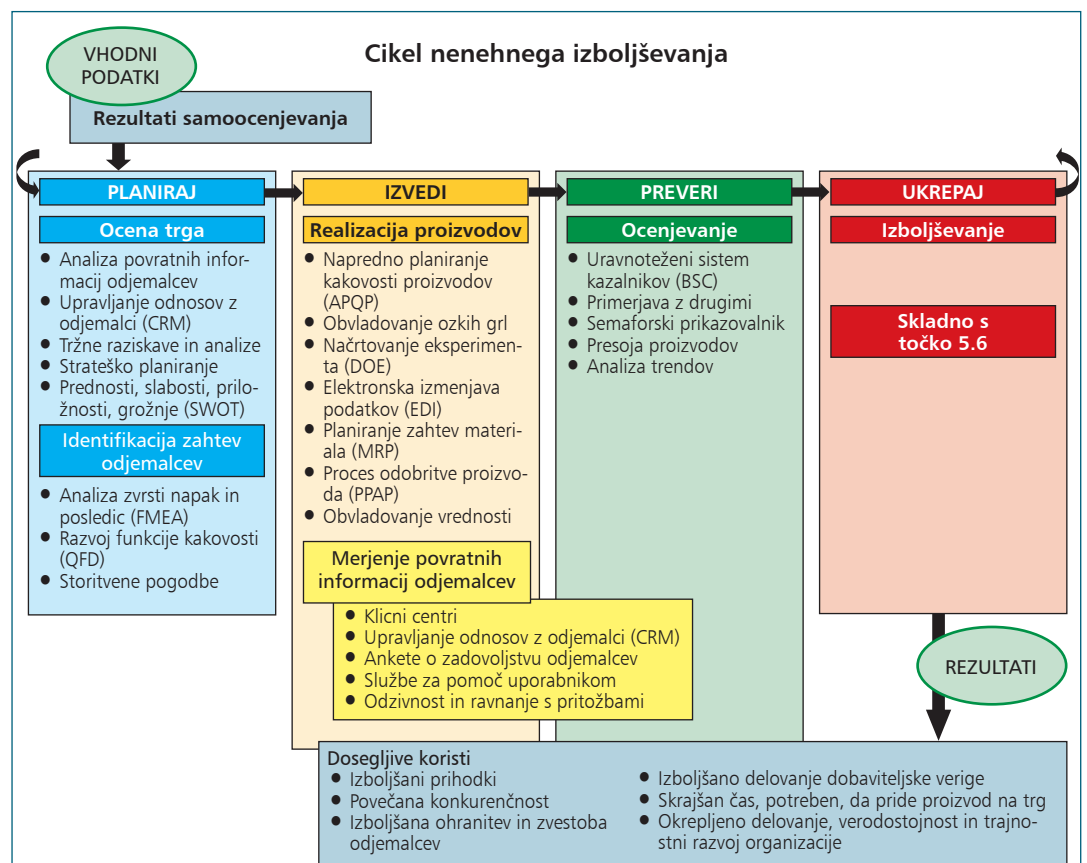 Cikel nenehnega izboljševanja
VHODNI
PODATKI
Rezultati samoocenjevanja
PLANIRAJ
Ocena trga
• Analiza povratnih infor-
macij odjemalcev
• Upravljanje odnosov z
odjemalci (CRM)
• Tržne raziskave in analize
• Strateško planiranje
• Prednosti, slabosti, prilo-
žnosti, grožnje (SWOT)
Identifikacija zahtev
odjemalcev
• Analiza zvrsti napak in
posledic (FMEA)
• Razvoj funkcije kakovosti
(QFD)
• Storitvene pogodbe
IZVEDI
Realizacija proizvodov
• Napredno planiranje
kakovosti proizvodov
(APQP)
• Obvladovanje ozkih grl
• Načrtovanje eksperimen-
ta (DOE)
• Elektronska izmenjava
podatkov (EDI)
• Planiranje zahtev materi-
ala (MRP)
• Proces odobritve proizvo-
da (PPAP)
• Obvladovanje vrednosti
Merjenje povratnih
informacij odjemalcev
• Klicni centri
• Upravljanje odnosov z odjemalci (CRM)
• Ankete o zadovoljstvu odjemalcev
• Službe za pomoč uporabnikom
• Odzivnost in ravnanje s pritožbami
PREVERI
Ocenjevanje
• Uravnoteženi sistem
kazalnikov (BSC)
• Primerjava z drugimi
• Semaforski prikazovalnik
• Presoja proizvodov
• Analiza trendov
UKREPAJ
Izboljševanje
Skladno s
točko 5.6
REZULTATI
Dosegljive koristi
• Izboljšani prihodki
• Povečana konkurenčnost
• Izboljšana ohranitev in zvestoba
odjemalcev
• Izboljšano delovanje dobaviteljske verige
• Skrajšan čas, potreben, da pride proizvod na trg
• Okrepljeno delovanje, verodostojnost in trajno-
stni razvoj organizacije